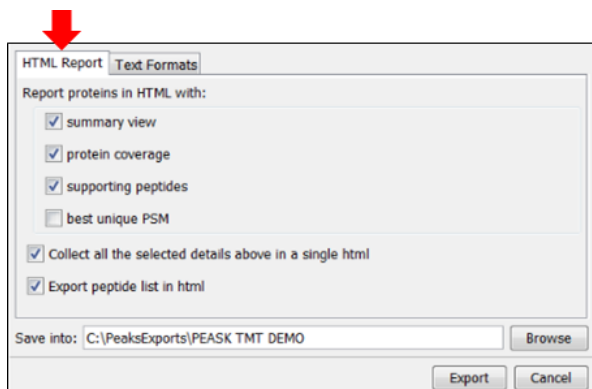 HTML Report Text Formats
Report proteins in HTML with:
summary view
protein coverage
supporting peptides
best unique PSM
Collect all the selected details above in a single html
Export peptide list in html
Save into: C:\PeaksExports\PEASK TMT DEMO Browse
Export Cancel